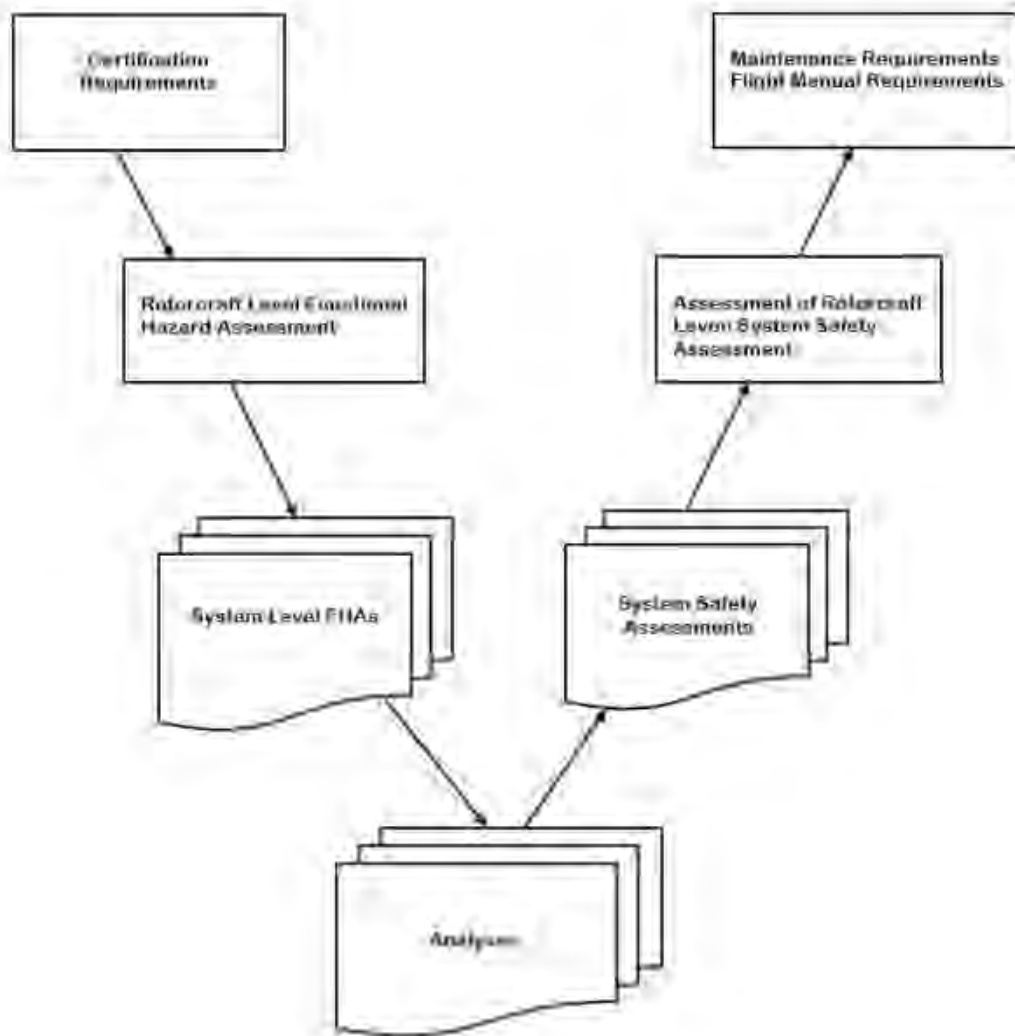 Certification
Requirements
Maintenance Requirements
Flight Manual Requirements
Rotorcraft Level Functional
Hazard Assessment
Assessment of Rotorcraft
Level System Safety
Assessment
System Level FHAs
System Safety
Assessments
Analyses